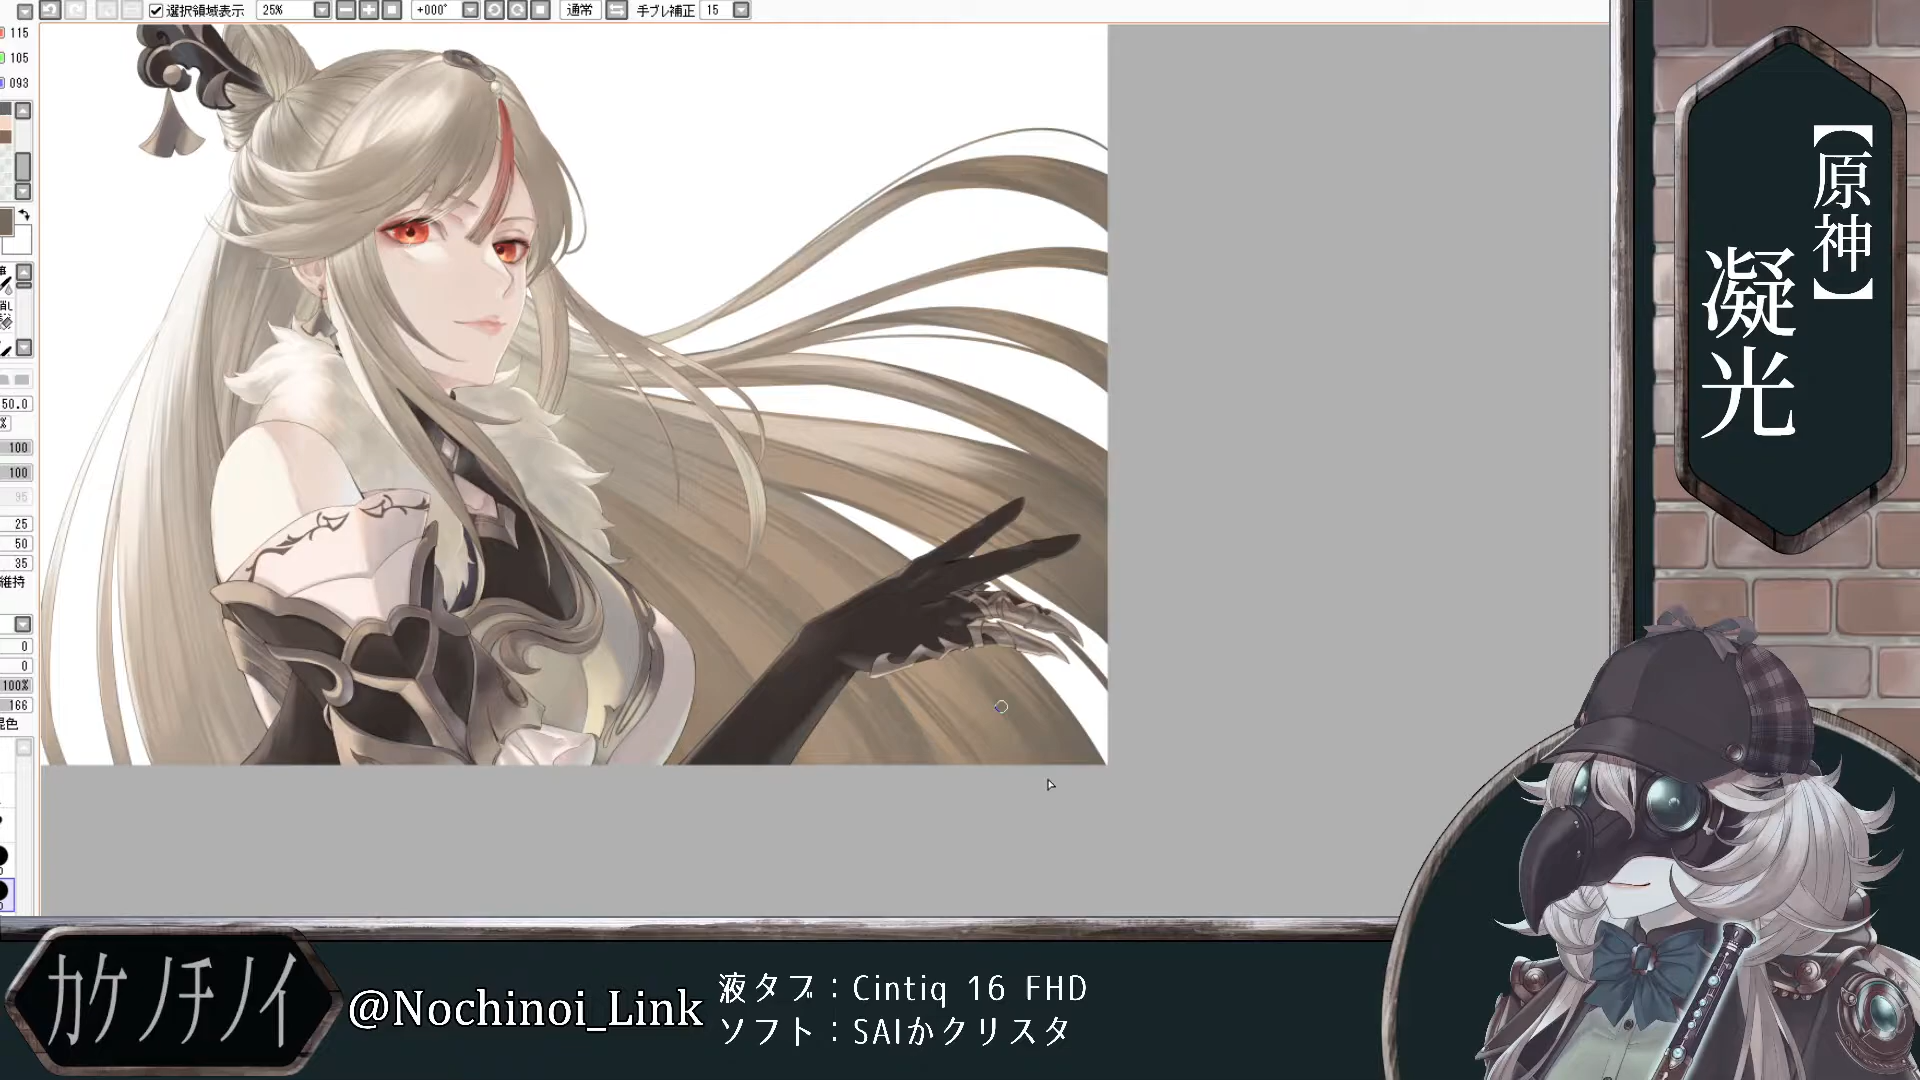 選択領域表示 25% +000° 通常 手ブレ補正 15
115
105
093
50.0
%
100
100
95
25
50
35
維持
0
0
100%
166
混色
【原神】
凝光
カケノチノイ
@Nochinoi_Link
液タブ：Cintiq 16 FHD
ソフト：SAIかクリスタ